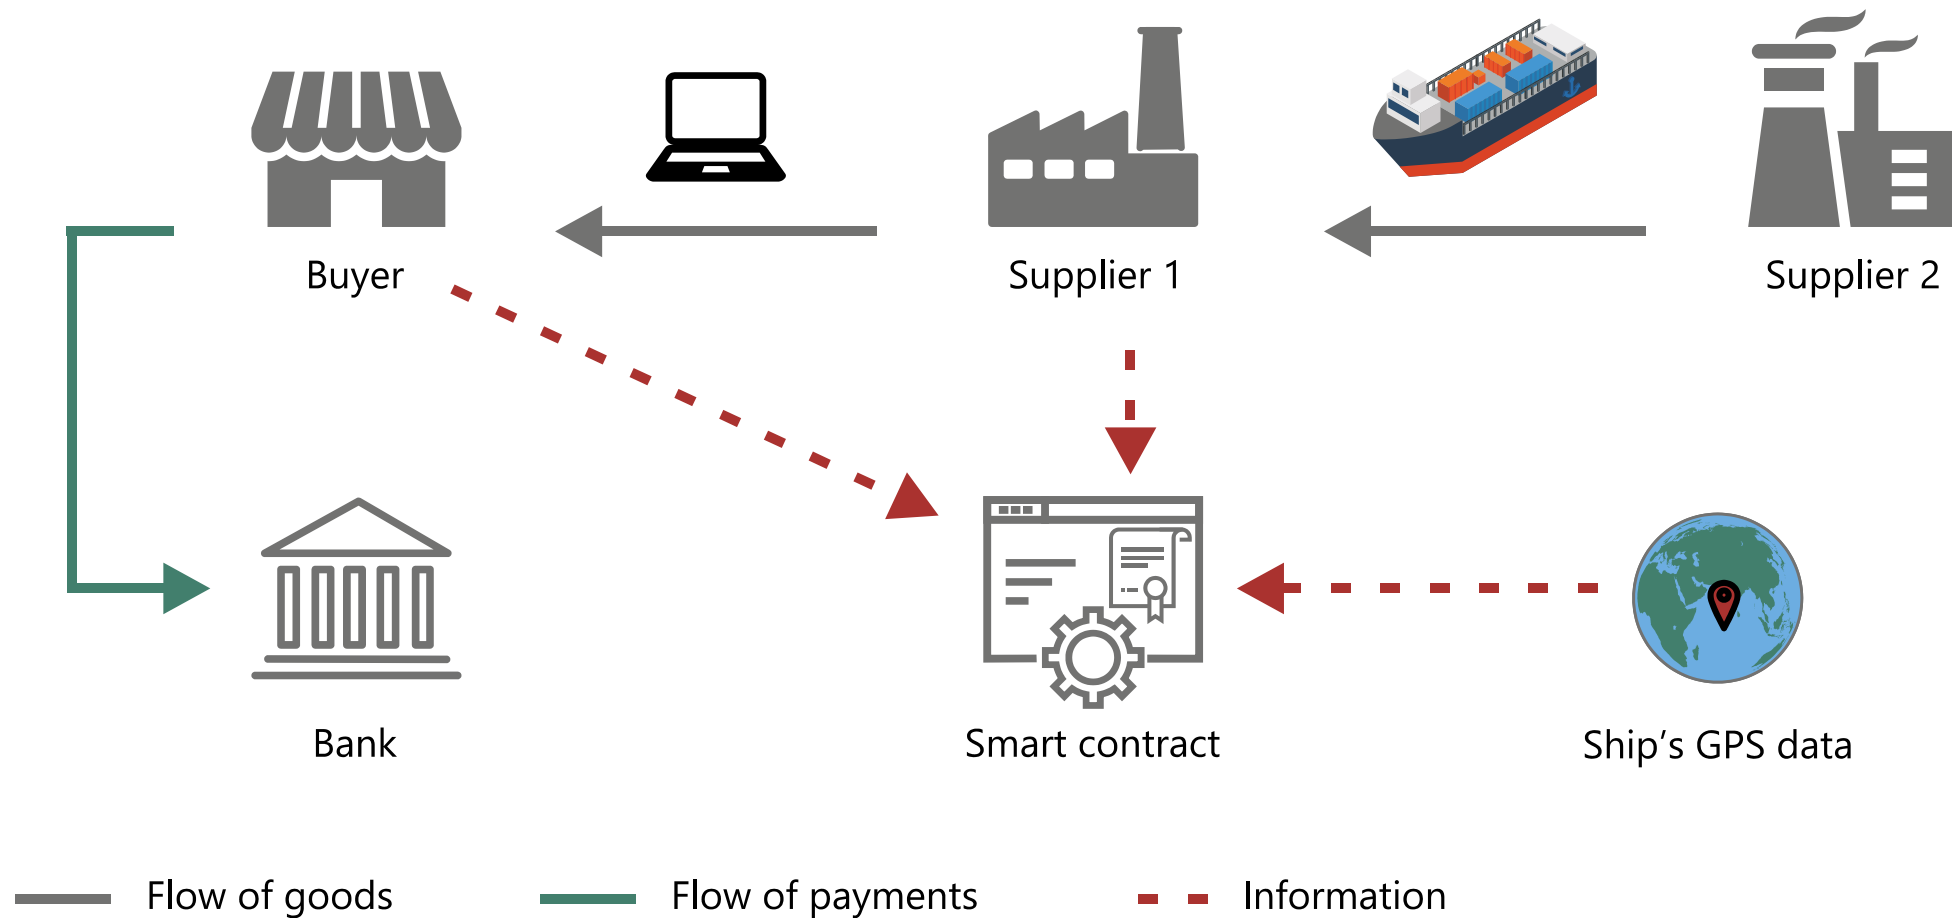 Buyer
Supplier 1
Supplier 2
Bank
Smart contract
Ship’s GPS data
Flow of goods
Flow of payments
Information